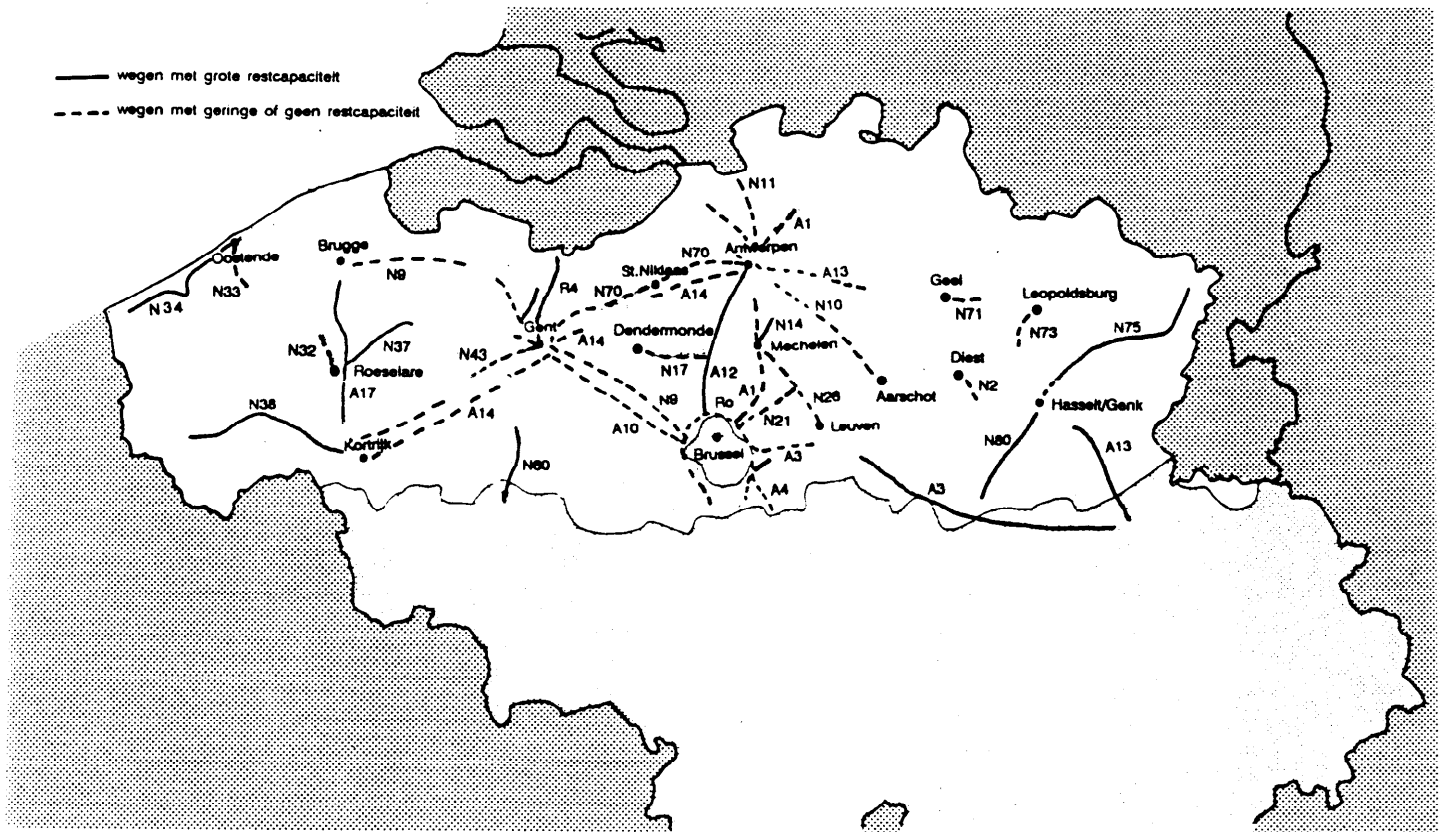 wegen met grote restcapaciteit
wegen met geringe of geen restcapaciteit
N11
A1
Oostende
Brugge
N9
N70
Antwerpen
St.Niklaas
A13
N34
N33
R4
N70
A14
N10
Geel
N71
Leopoldsburg
Gent
A14
Dendermonde
N14
N73
N75
N32
N37
N43
N17
Mechelen
Roeselare
A12
Diest
A17
A1
N2
N38
A14
N9
Ro
N26
Aarschot
Hasselt/Genk
A10
N21
Leuven
Kortrijk
Brussel
N80
A13
N60
A3
A4
A3